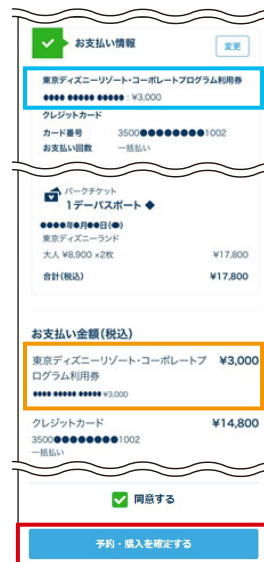 お支払い情報
変更
東京ディズニーリゾート・コーポレートプログラム利用券
●●●● ●●●●● ●●●●● : ¥3,000
クレジットカード
カード番号 3500●●●●●●●●1002
お支払い回数 一括払い
パークチケット
1デーパスポート ◆
●●●●年●月●●日(●)
東京ディズニーランド
大人 ¥8,900 ×2枚 ¥17,800
合計(税込) ¥17,800
お支払い金額(税込)
東京ディズニーリゾート・コーポレートプ ¥3,000
ログラム利用券
●●●● ●●●●● ●●●●● ¥3,000
クレジットカード ¥14,800
3500●●●●●●●●1002
一括払い
同意する
予約・購入を確定する